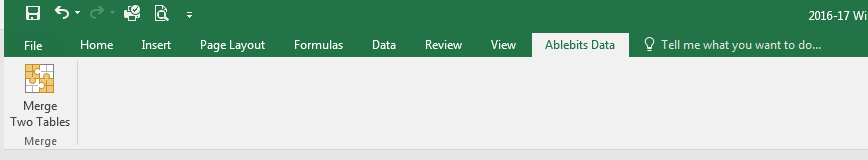 2016-17 Wi
File Home Insert Page Layout Formulas Data Review View Ablebits Data Tell me what you want to do...
Merge
Two Tables
Merge